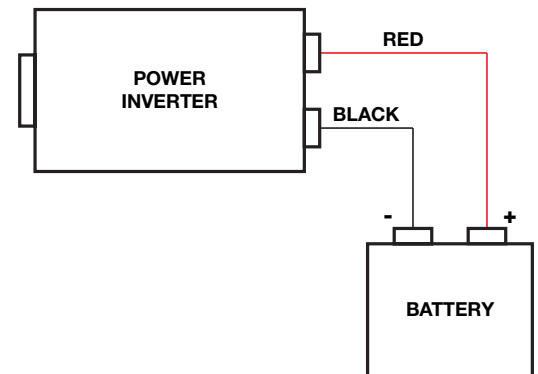 RED
POWER
INVERTER
BLACK
- +
BATTERY